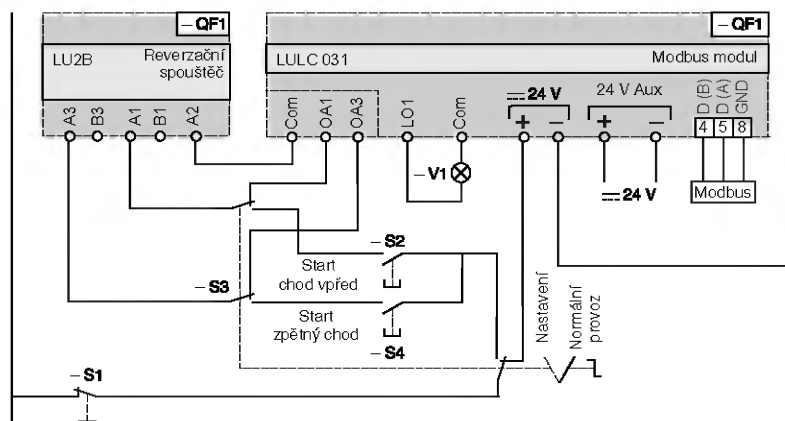 – QF1
– QF1
LU2B
Reverzační
spouštěč
LULC 031
Modbus modul
A3
B3
A1
B1
A2
Com
OA1
OA3
LO1
Com
24 V
+
–
24 V Aux
+
–
D (B)
D (A)
GND
4
5
8
– V1
24 V
Modbus
– S2
Start
chod vpřed
– S3
Start
zpětný chod
– S4
Nastavení
Normální
provoz
– S1